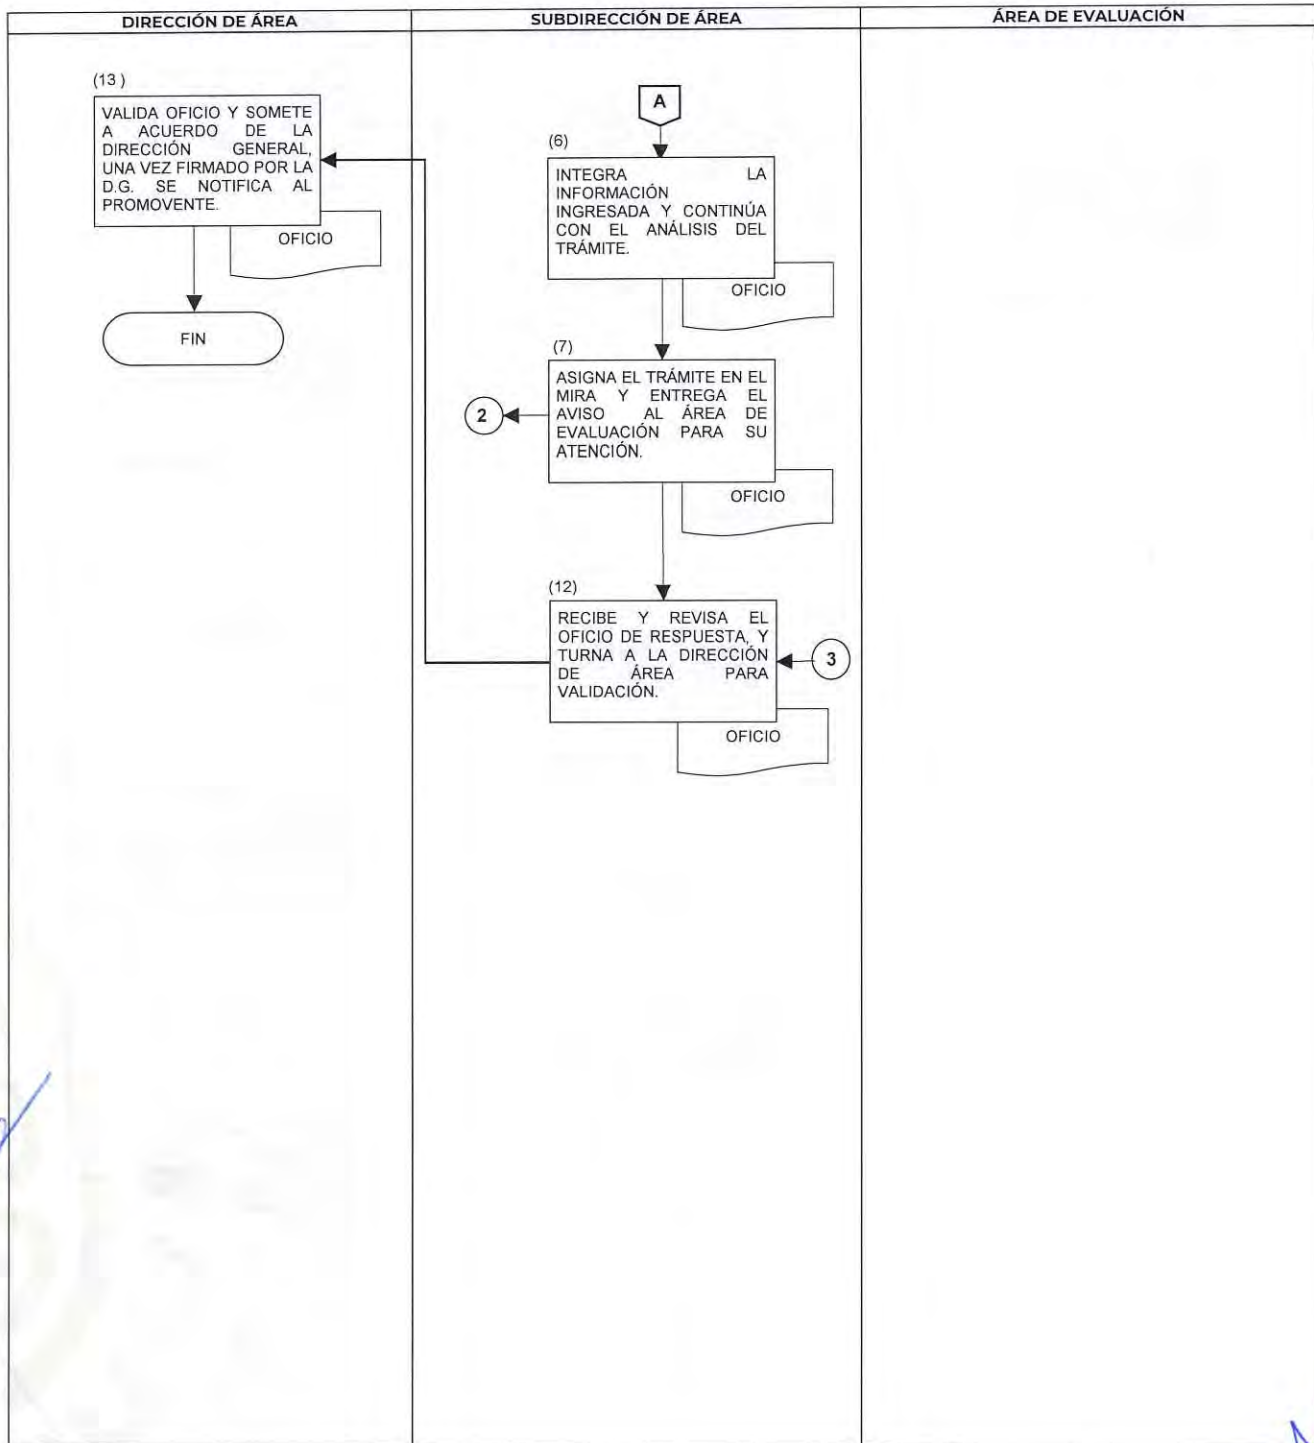 DIRECCIÓN DE ÁREA
SUBDIRECCIÓN DE ÁREA
ÁREA DE EVALUACIÓN
(13 )
VALIDA OFICIO Y SOMETE
A ACUERDO DE LA
DIRECCIÓN GENERAL,
UNA VEZ FIRMADO POR LA
D.G. SE NOTIFICA AL
PROMOVENTE.
OFICIO
FIN
A
(6)
INTEGRA LA
INFORMACIÓN
INGRESADA Y CONTINÚA
CON EL ANÁLISIS DEL
TRÁMITE.
OFICIO
(7)
ASIGNA EL TRÁMITE EN EL
MIRA Y ENTREGA EL
AVISO AL ÁREA DE
EVALUACIÓN PARA SU
ATENCIÓN.
2
OFICIO
(12)
RECIBE Y REVISA EL
OFICIO DE RESPUESTA, Y
TURNA A LA DIRECCIÓN
DE ÁREA PARA
VALIDACIÓN.
3
OFICIO